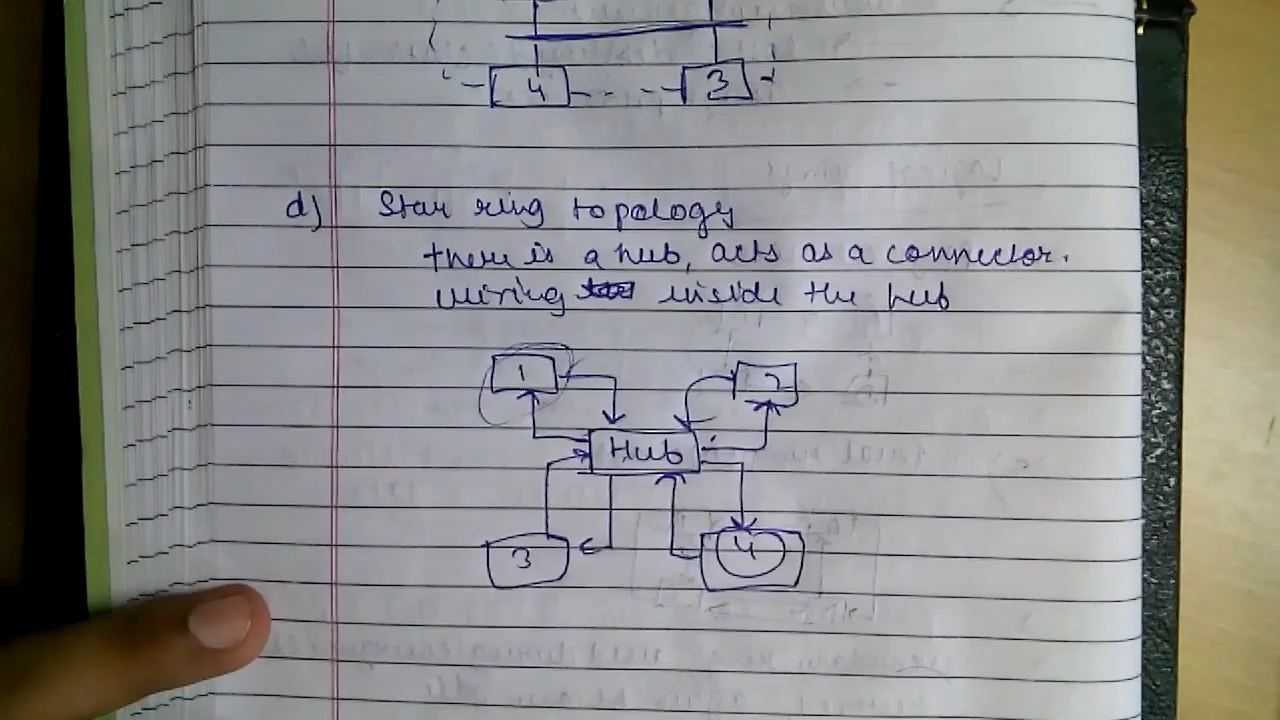 4 3
d) Star ring topology
there is a hub, acts as a connector.
wiring inside the hub
1 2
Hub
3 4